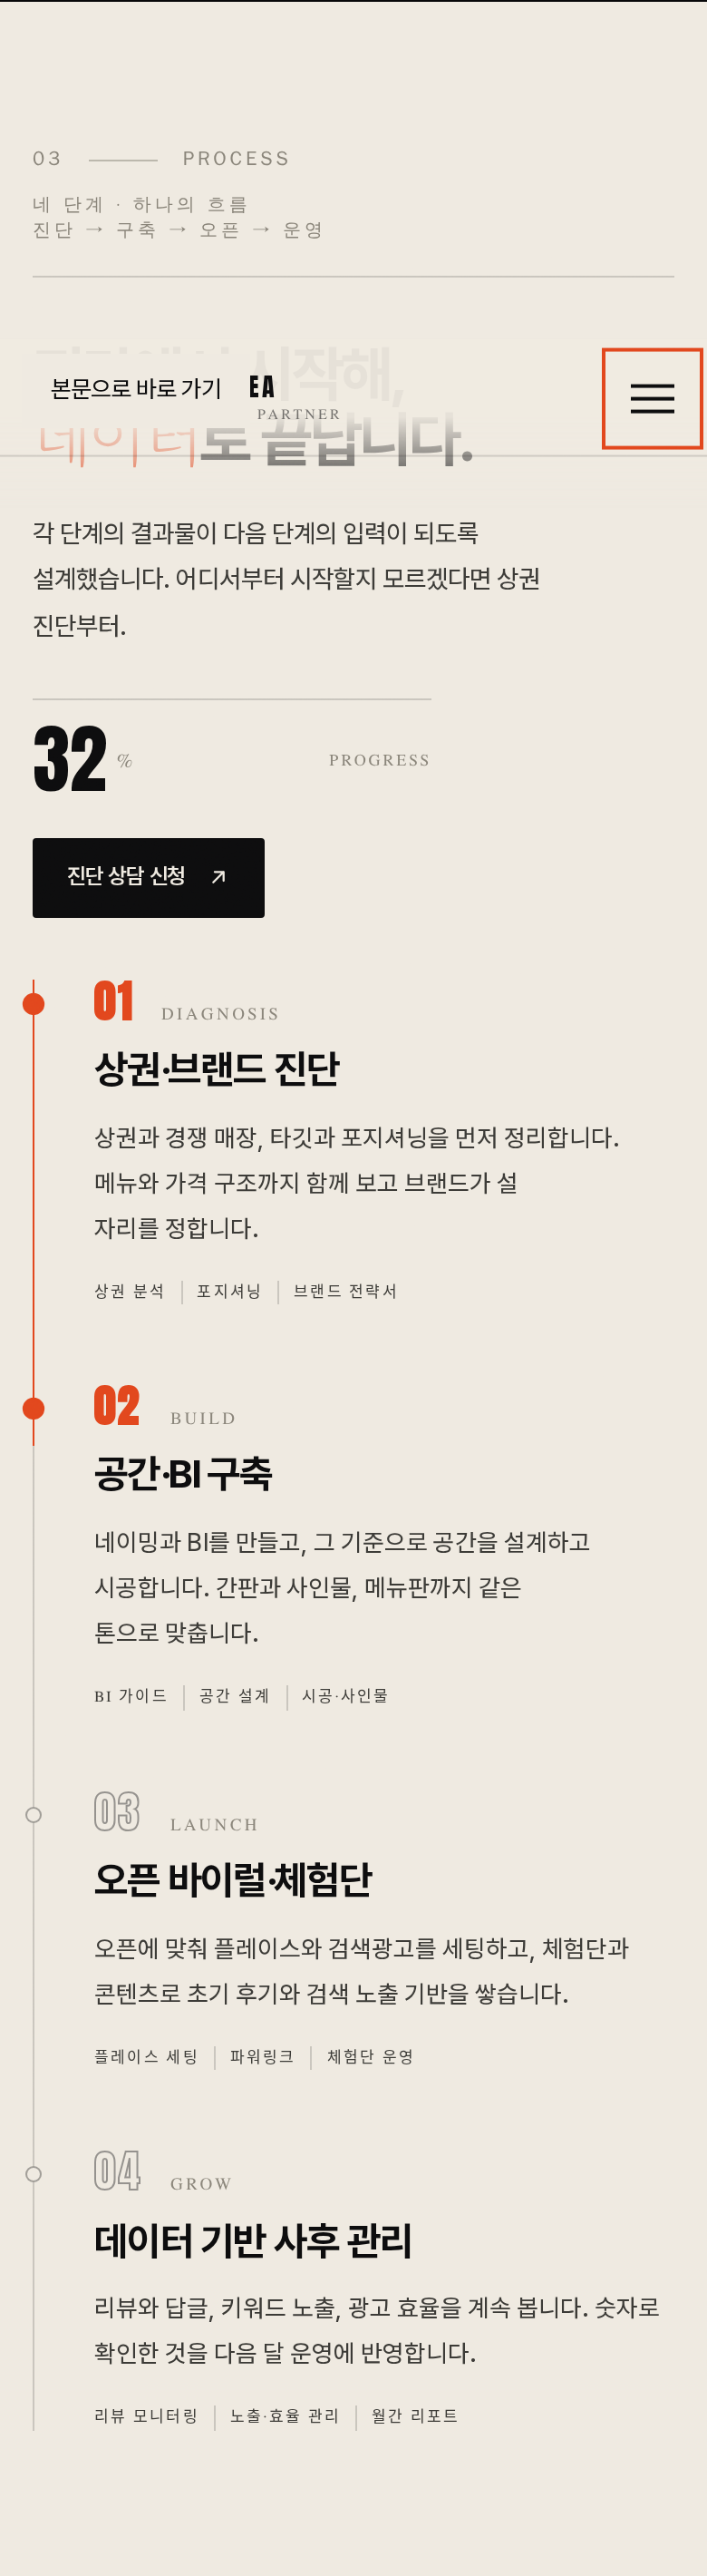 03 PROCESS
네 단계 · 하나의 흐름
진단 → 구축 → 오픈 → 운영
시작해,
본문으로 바로 가기 EA
PARTNER
데이터로 끝납니다.
각 단계의 결과물이 다음 단계의 입력이 되도록
설계했습니다. 어디서부터 시작할지 모르겠다면 상권
진단부터.
32 % PROGRESS
진단 상담 신청 ↗
01 DIAGNOSIS
상권·브랜드 진단
상권과 경쟁 매장, 타깃과 포지셔닝을 먼저 정리합니다.
메뉴와 가격 구조까지 함께 보고 브랜드가 설
자리를 정합니다.
상권 분석 포지셔닝 브랜드 전략서
02 BUILD
공간·BI 구축
네이밍과 BI를 만들고, 그 기준으로 공간을 설계하고
시공합니다. 간판과 사인물, 메뉴판까지 같은
톤으로 맞춥니다.
BI 가이드 공간 설계 시공·사인물
03 LAUNCH
오픈 바이럴·체험단
오픈에 맞춰 플레이스와 검색광고를 세팅하고, 체험단과
콘텐츠로 초기 후기와 검색 노출 기반을 쌓습니다.
플레이스 세팅 파워링크 체험단 운영
04 GROW
데이터 기반 사후 관리
리뷰와 답글, 키워드 노출, 광고 효율을 계속 봅니다. 숫자로
확인한 것을 다음 달 운영에 반영합니다.
리뷰 모니터링 노출·효율 관리 월간 리포트